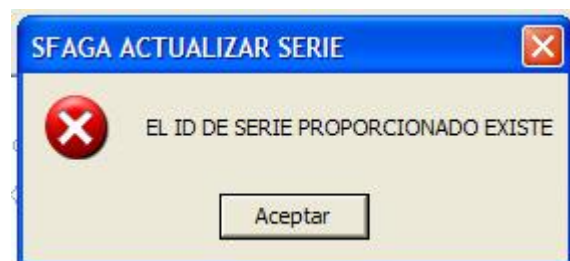 SFAGA ACTUALIZAR SERIE
EL ID DE SERIE PROPORCIONADO EXISTE
Aceptar